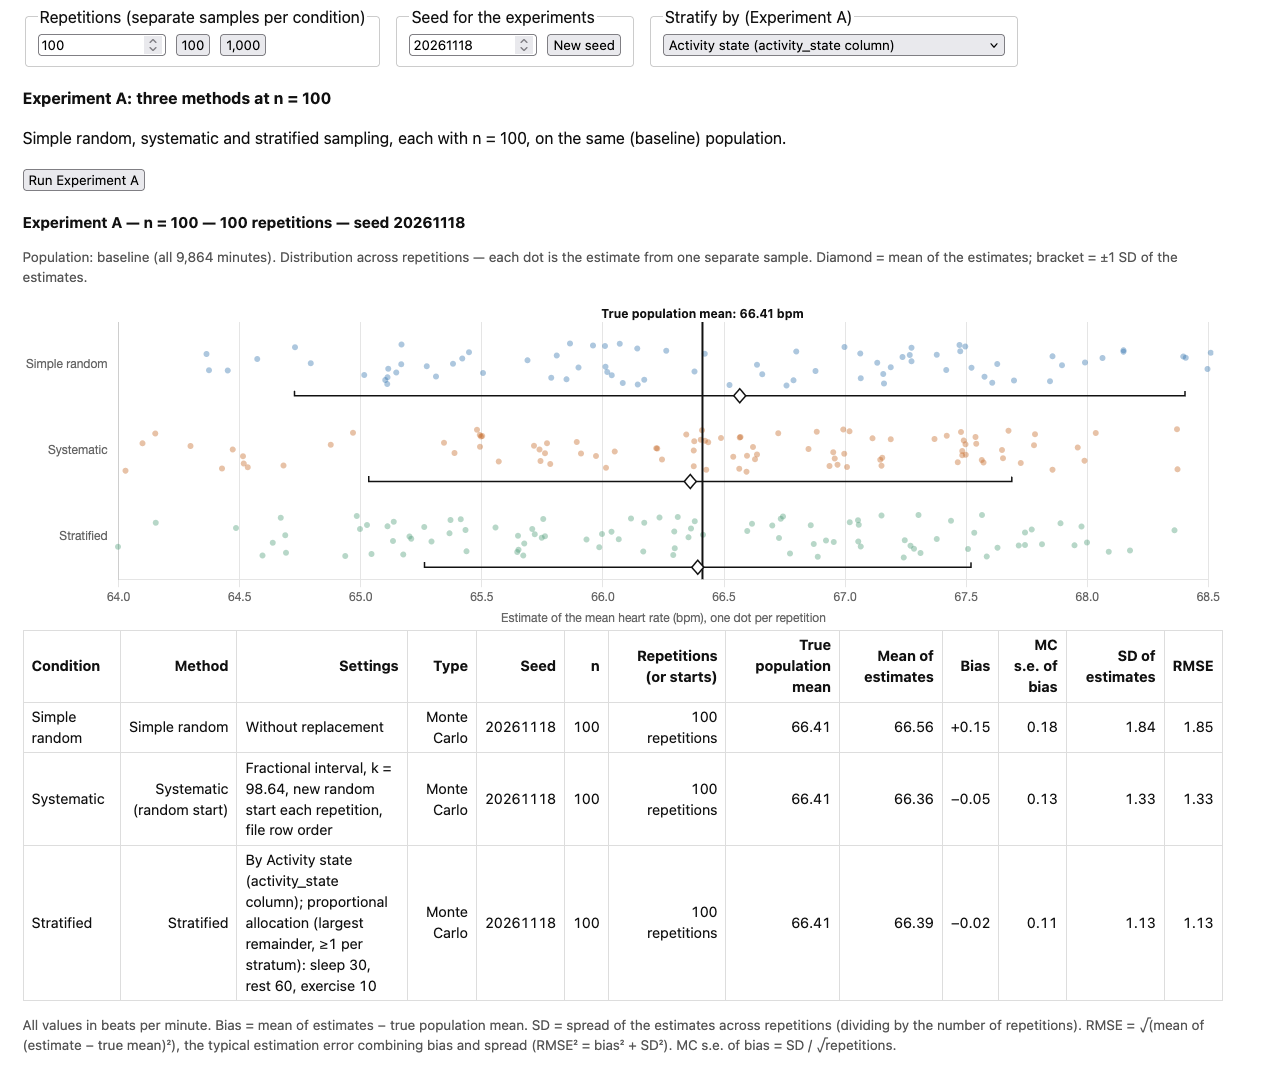 Repetitions (separate samples per condition)
100
100
1,000
Seed for the experiments
20261118
New seed
Stratify by (Experiment A)
Activity state (activity_state column)
Experiment A: three methods at n = 100
Simple random, systematic and stratified sampling, each with n = 100, on the same (baseline) population.
Run Experiment A
Experiment A — n = 100 — 100 repetitions — seed 20261118
Population: baseline (all 9,864 minutes). Distribution across repetitions — each dot is the estimate from one separate sample. Diamond = mean of the estimates; bracket = ±1 SD of the
estimates.
True population mean: 66.41 bpm
Simple random
Systematic
Stratified
64.0 64.5 65.0 65.5 66.0 66.5 67.0 67.5 68.0 68.5
Estimate of the mean heart rate (bpm), one dot per repetition
Condition Method Settings Type Seed n Repetitions (or starts) True population mean Mean of estimates Bias MC s.e. of bias SD of estimates RMSE
Simple random Simple random Without replacement Monte Carlo 20261118 100 100 repetitions 66.41 66.56 +0.15 0.18 1.84 1.85
Systematic Systematic (random start) Fractional interval, k = 98.64, new random start each repetition, file row order Monte Carlo 20261118 100 100 repetitions 66.41 66.36 −0.05 0.13 1.33 1.33
Stratified Stratified By Activity state (activity_state column); proportional allocation (largest remainder, ≥1 per stratum): sleep 30, rest 60, exercise 10 Monte Carlo 20261118 100 100 repetitions 66.41 66.39 −0.02 0.11 1.13 1.13
All values in beats per minute. Bias = mean of estimates − true population mean. SD = spread of the estimates across repetitions (dividing by the number of repetitions). RMSE = √(mean of
(estimate − true mean)²), the typical estimation error combining bias and spread (RMSE² = bias² + SD²). MC s.e. of bias = SD / √repetitions.